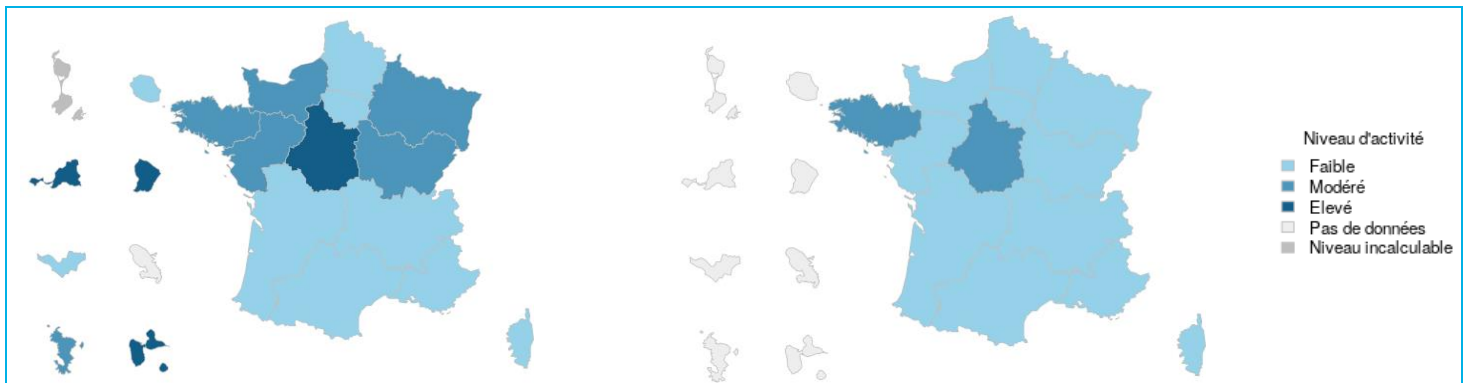 Niveau d'activité
Faible
Modéré
Elevé
Pas de données
Niveau incalculable